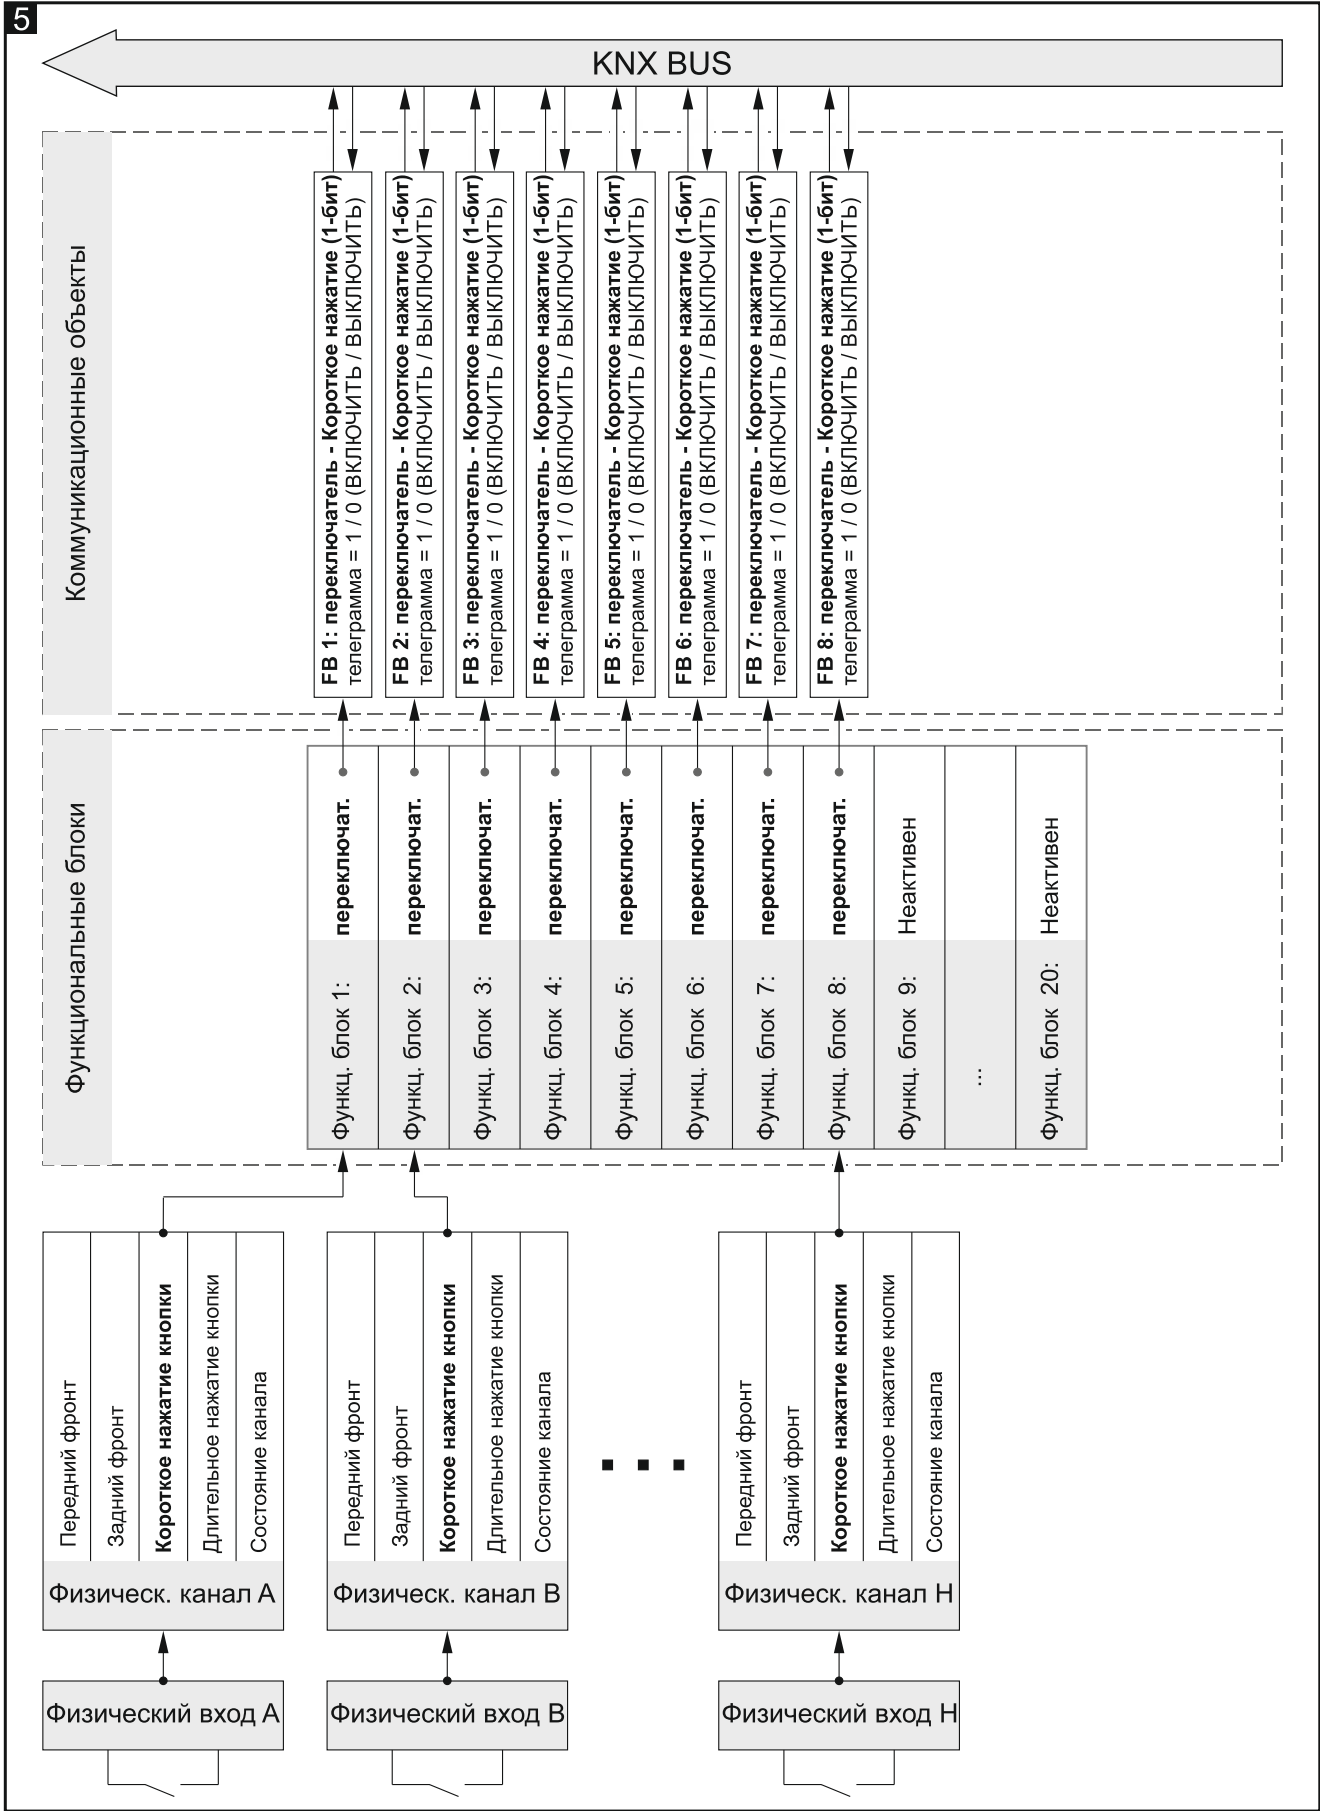 5
KNX BUS
Коммуникационные объекты
FB 1: переключатель - Короткое нажатие (1-бит)
телеграмма = 1 / 0 (ВКЛЮЧИТЬ / ВЫКЛЮЧИТЬ)
FB 2: переключатель - Короткое нажатие (1-бит)
телеграмма = 1 / 0 (ВКЛЮЧИТЬ / ВЫКЛЮЧИТЬ)
FB 3: переключатель - Короткое нажатие (1-бит)
телеграмма = 1 / 0 (ВКЛЮЧИТЬ / ВЫКЛЮЧИТЬ)
FB 4: переключатель - Короткое нажатие (1-бит)
телеграмма = 1 / 0 (ВКЛЮЧИТЬ / ВЫКЛЮЧИТЬ)
FB 5: переключатель - Короткое нажатие (1-бит)
телеграмма = 1 / 0 (ВКЛЮЧИТЬ / ВЫКЛЮЧИТЬ)
FB 6: переключатель - Короткое нажатие (1-бит)
телеграмма = 1 / 0 (ВКЛЮЧИТЬ / ВЫКЛЮЧИТЬ)
FB 7: переключатель - Короткое нажатие (1-бит)
телеграмма = 1 / 0 (ВКЛЮЧИТЬ / ВЫКЛЮЧИТЬ)
FB 8: переключатель - Короткое нажатие (1-бит)
телеграмма = 1 / 0 (ВКЛЮЧИТЬ / ВЫКЛЮЧИТЬ)
Функциональные блоки
Функц. блок 1: переключат.
Функц. блок 2: переключат.
Функц. блок 3: переключат.
Функц. блок 4: переключат.
Функц. блок 5: переключат.
Функц. блок 6: переключат.
Функц. блок 7: переключат.
Функц. блок 8: переключат.
Функц. блок 9: Неактивен
...
Функц. блок 20: Неактивен
Передний фронт
Задний фронт
Короткое нажатие кнопки
Длительное нажатие кнопки
Состояние канала
Физическ. канал A
Передний фронт
Задний фронт
Короткое нажатие кнопки
Длительное нажатие кнопки
Состояние канала
Физическ. канал B
Передний фронт
Задний фронт
Короткое нажатие кнопки
Длительное нажатие кнопки
Состояние канала
Физическ. канал H
Физический вход A
Физический вход B
Физический вход H